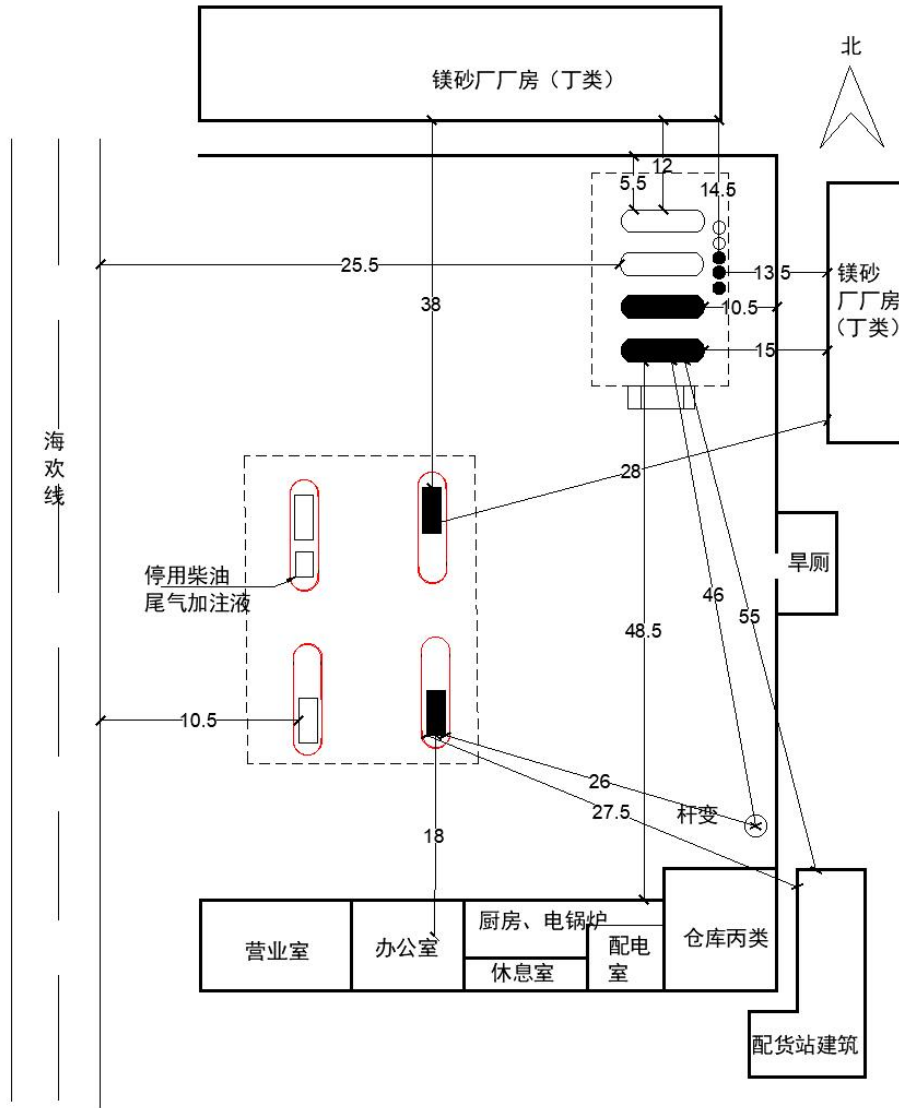 镁砂厂厂房（丁类）
北
12
5.5
14.5
25.5
13.5
镁砂
厂厂房
（丁类）
38
10.5
15
海
欢
线
28
停用柴油
尾气加注液
旱厕
46
55
48.5
10.5
26
27.5
杆变
18
厨房、电锅炉
营业室
办公室
配电
室
仓库丙类
休息室
配货站建筑